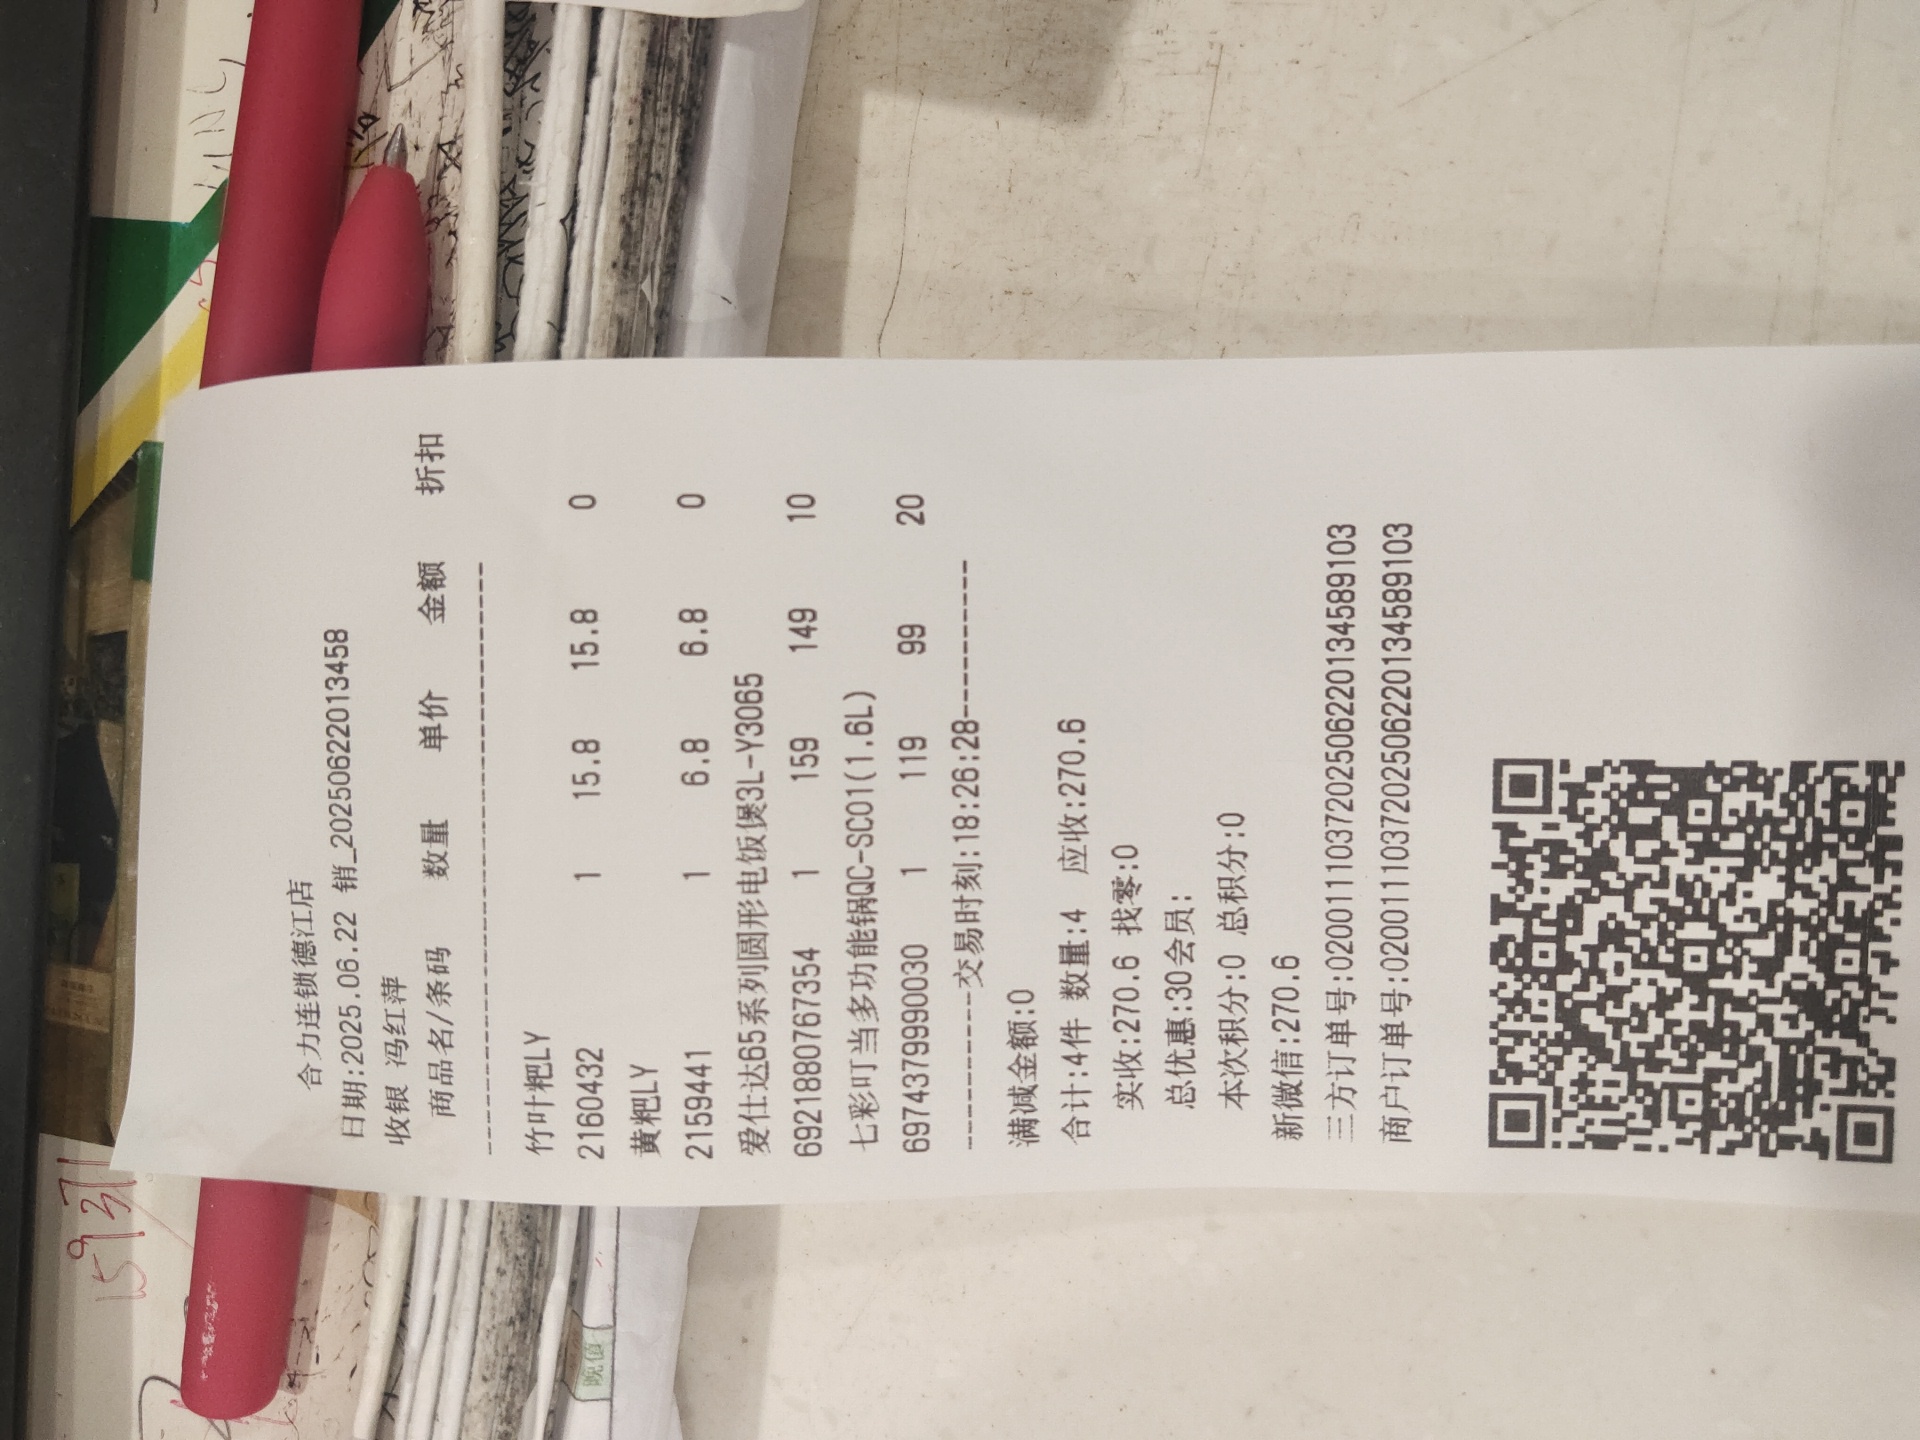 合力连锁德江店
日期:2025.06.22 销_20250622013458
收银 冯红萍
商品名/条码 数量 单价 金额 折扣
竹叶粑LY
2160432 1 15.8 15.8 0
黄粑LY
2159441 1 6.8 6.8 0
爱仕达65系列圆形电饭煲3L-Y3065
6921880767354 1 159 149 10
七彩叮当多功能锅QC-SC01(1.6L)
6974379990030 1 119 99 20
-----------交易时刻:18:26:28-----------
满减金额:0
合计:4件 数量:4 应收:270.6
实收:270.6 找零:0
总优惠:30会员:
本次积分:0 总积分:0
新微信:270.6
三方订单号:02001110372025062201345​89103
商户订单号:02001110372025062201345​89103
1593
晚值